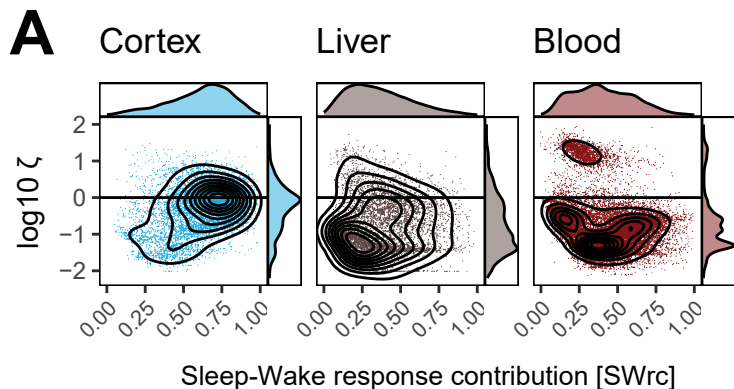 A
Cortex Liver Blood
log10 ζ
2
1
0
−1
−2
0.00 0.25 0.50 0.75 1.00 0.00 0.25 0.50 0.75 1.00 0.00 0.25 0.50 0.75 1.00
Sleep-Wake response contribution [SWrc]